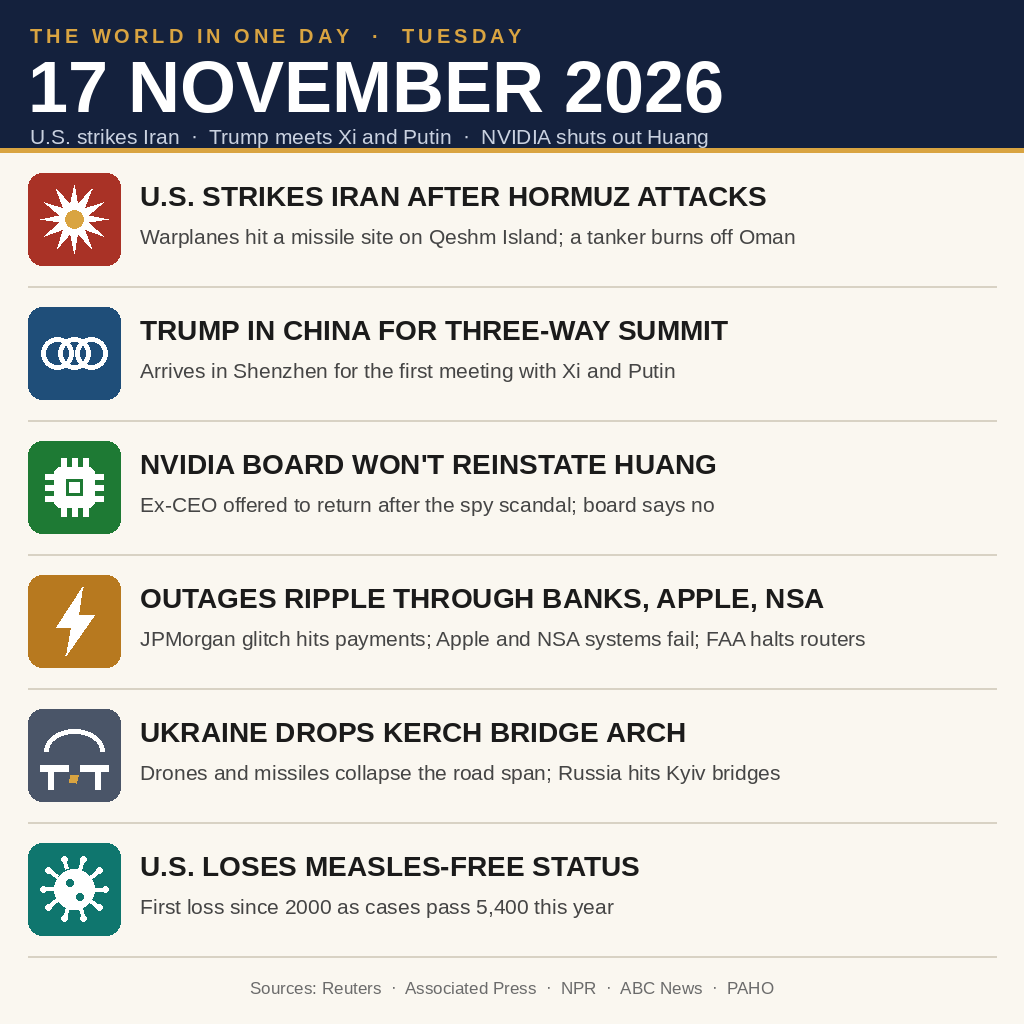 THE WORLD IN ONE DAY · TUESDAY
17 NOVEMBER 2026
U.S. strikes Iran · Trump meets Xi and Putin · NVIDIA shuts out Huang
U.S. STRIKES IRAN AFTER HORMUZ ATTACKS
Warplanes hit a missile site on Qeshm Island; a tanker burns off Oman
TRUMP IN CHINA FOR THREE-WAY SUMMIT
Arrives in Shenzhen for the first meeting with Xi and Putin
NVIDIA BOARD WON'T REINSTATE HUANG
Ex-CEO offered to return after the spy scandal; board says no
OUTAGES RIPPLE THROUGH BANKS, APPLE, NSA
JPMorgan glitch hits payments; Apple and NSA systems fail; FAA halts routers
UKRAINE DROPS KERCH BRIDGE ARCH
Drones and missiles collapse the road span; Russia hits Kyiv bridges
U.S. LOSES MEASLES-FREE STATUS
First loss since 2000 as cases pass 5,400 this year
Sources: Reuters · Associated Press · NPR · ABC News · PAHO